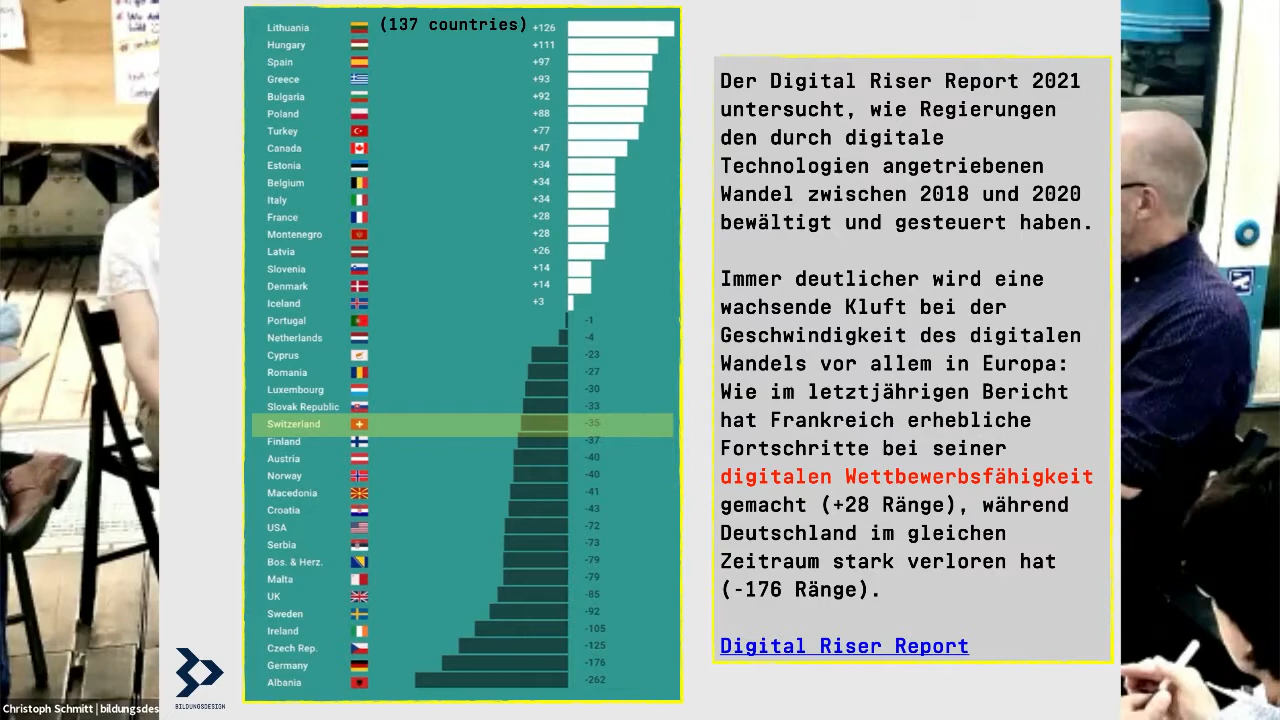 (137 countries)
Lithuania +126
Hungary +111
Spain +97
Greece +93
Bulgaria +92
Poland +88
Turkey +77
Canada +47
Estonia +34
Belgium +34
Italy +34
France +28
Montenegro +28
Latvia +26
Slovenia +14
Denmark +14
Iceland +3
Portugal -1
Netherlands -4
Cyprus -23
Romania -27
Luxembourg -30
Slovak Republic -33
Switzerland -35
Finland -37
Austria -40
Norway -40
Macedonia -41
Croatia -43
USA -72
Serbia -73
Bos. & Herz. -79
Malta -79
UK -85
Sweden -92
Ireland -105
Czech Rep. -125
Germany -176
Albania -262
Der Digital Riser Report 2021
untersucht, wie Regierungen
den durch digitale
Technologien angetriebenen
Wandel zwischen 2018 und 2020
bewältigt und gesteuert haben.
Immer deutlicher wird eine
wachsende Kluft bei der
Geschwindigkeit des digitalen
Wandels vor allem in Europa:
Wie im letztjährigen Bericht
hat Frankreich erhebliche
Fortschritte bei seiner
digitalen Wettbewerbsfähigkeit
gemacht (+28 Ränge), während
Deutschland im gleichen
Zeitraum stark verloren hat
(-176 Ränge).
Digital Riser Report
BILDUNGSDESIGN
Christoph Schmitt | bildungsdes